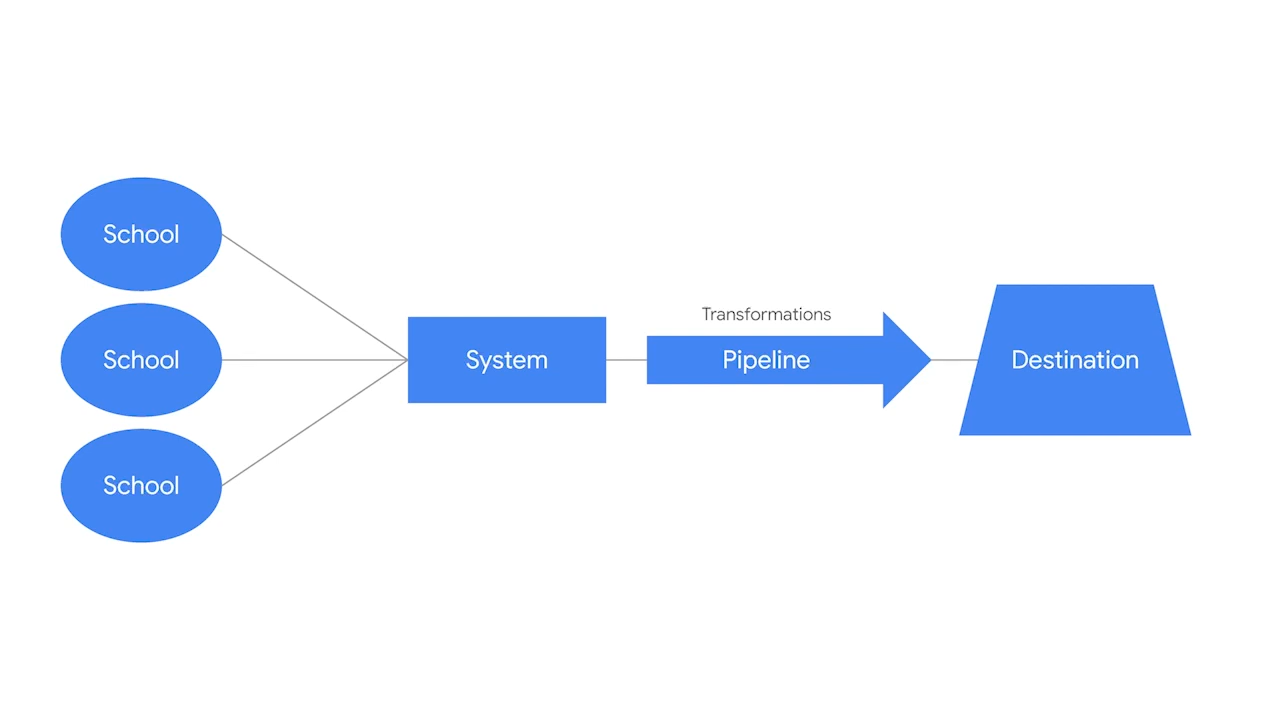 School
School
School
System
Transformations
Pipeline
Destination